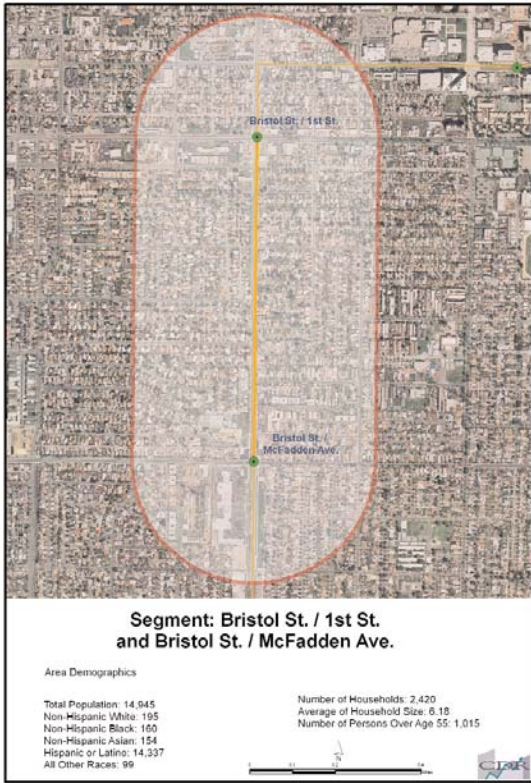 Bristol St. / 1st St.
Bristol St. /
McFadden Ave.
Segment: Bristol St. / 1st St.
and Bristol St. / McFadden Ave.
Area Demographics
Total Population: 14,945
Non-Hispanic White: 195
Non-Hispanic Black: 160
Non-Hispanic Asian: 154
Hispanic or Latino: 14,337
All Other Races: 99
Number of Households: 2,420
Average of Household Size: 6.18
Number of Persons Over Age 55: 1,015